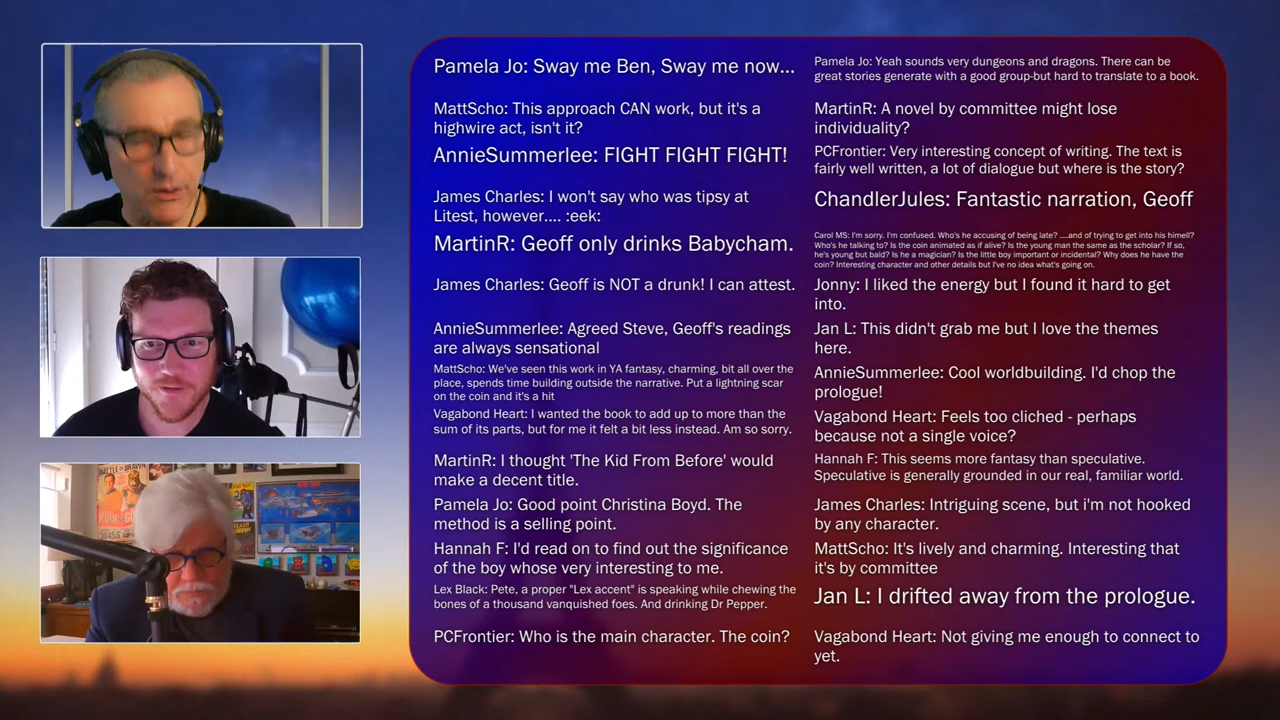 Pamela Jo: Sway me Ben, Sway me now...
MattScho: This approach CAN work, but it's a
highwire act, isn't it?
AnnieSummerlee: FIGHT FIGHT FIGHT!
James Charles: I won't say who was tipsy at
Litest, however.... :eek:
MartinR: Geoff only drinks Babycham.
James Charles: Geoff is NOT a drunk! I can attest.
AnnieSummerlee: Agreed Steve, Geoff's readings
are always sensational
MattScho: We've seen this work in YA fantasy, charming, bit all over the
place, spends time building outside the narrative. Put a lightning scar
on the coin and it's a hit
Vagabond Heart: I wanted the book to add up to more than the
sum of its parts, but for me it felt a bit less instead. Am so sorry.
MartinR: I thought 'The Kid From Before' would
make a decent title.
Pamela Jo: Good point Christina Boyd. The
method is a selling point.
Hannah F: I'd read on to find out the significance
of the boy whose very interesting to me.
Lex Black: Pete, a proper "Lex accent" is speaking while chewing the
bones of a thousand vanquished foes. And drinking Dr Pepper.
PCFrontier: Who is the main character. The coin?
Pamela Jo: Yeah sounds very dungeons and dragons. There can be
great stories generate with a good group-but hard to translate to a book.
MartinR: A novel by committee might lose
individuality?
PCFrontier: Very interesting concept of writing. The text is
fairly well written, a lot of dialogue but where is the story?
ChandlerJules: Fantastic narration, Geoff
Carol MS: I'm sorry. I'm confused. Who's he accusing of being late? ....and of trying to get into his himell?
Who's he talking to? Is the coin animated as if alive? Is the young man the same as the scholar? If so,
he's young but bald? Is he a magician? Is the little boy important or incidental? Why does he have the
coin? Interesting character and other details but I've no idea what's going on.
Jonny: I liked the energy but I found it hard to get
into.
Jan L: This didn't grab me but I love the themes
here.
AnnieSummerlee: Cool worldbuilding. I'd chop the
prologue!
Vagabond Heart: Feels too cliched - perhaps
because not a single voice?
Hannah F: This seems more fantasy than speculative.
Speculative is generally grounded in our real, familiar world.
James Charles: Intriguing scene, but i'm not hooked
by any character.
MattScho: It's lively and charming. Interesting that
it's by committee
Jan L: I drifted away from the prologue.
Vagabond Heart: Not giving me enough to connect to
yet.